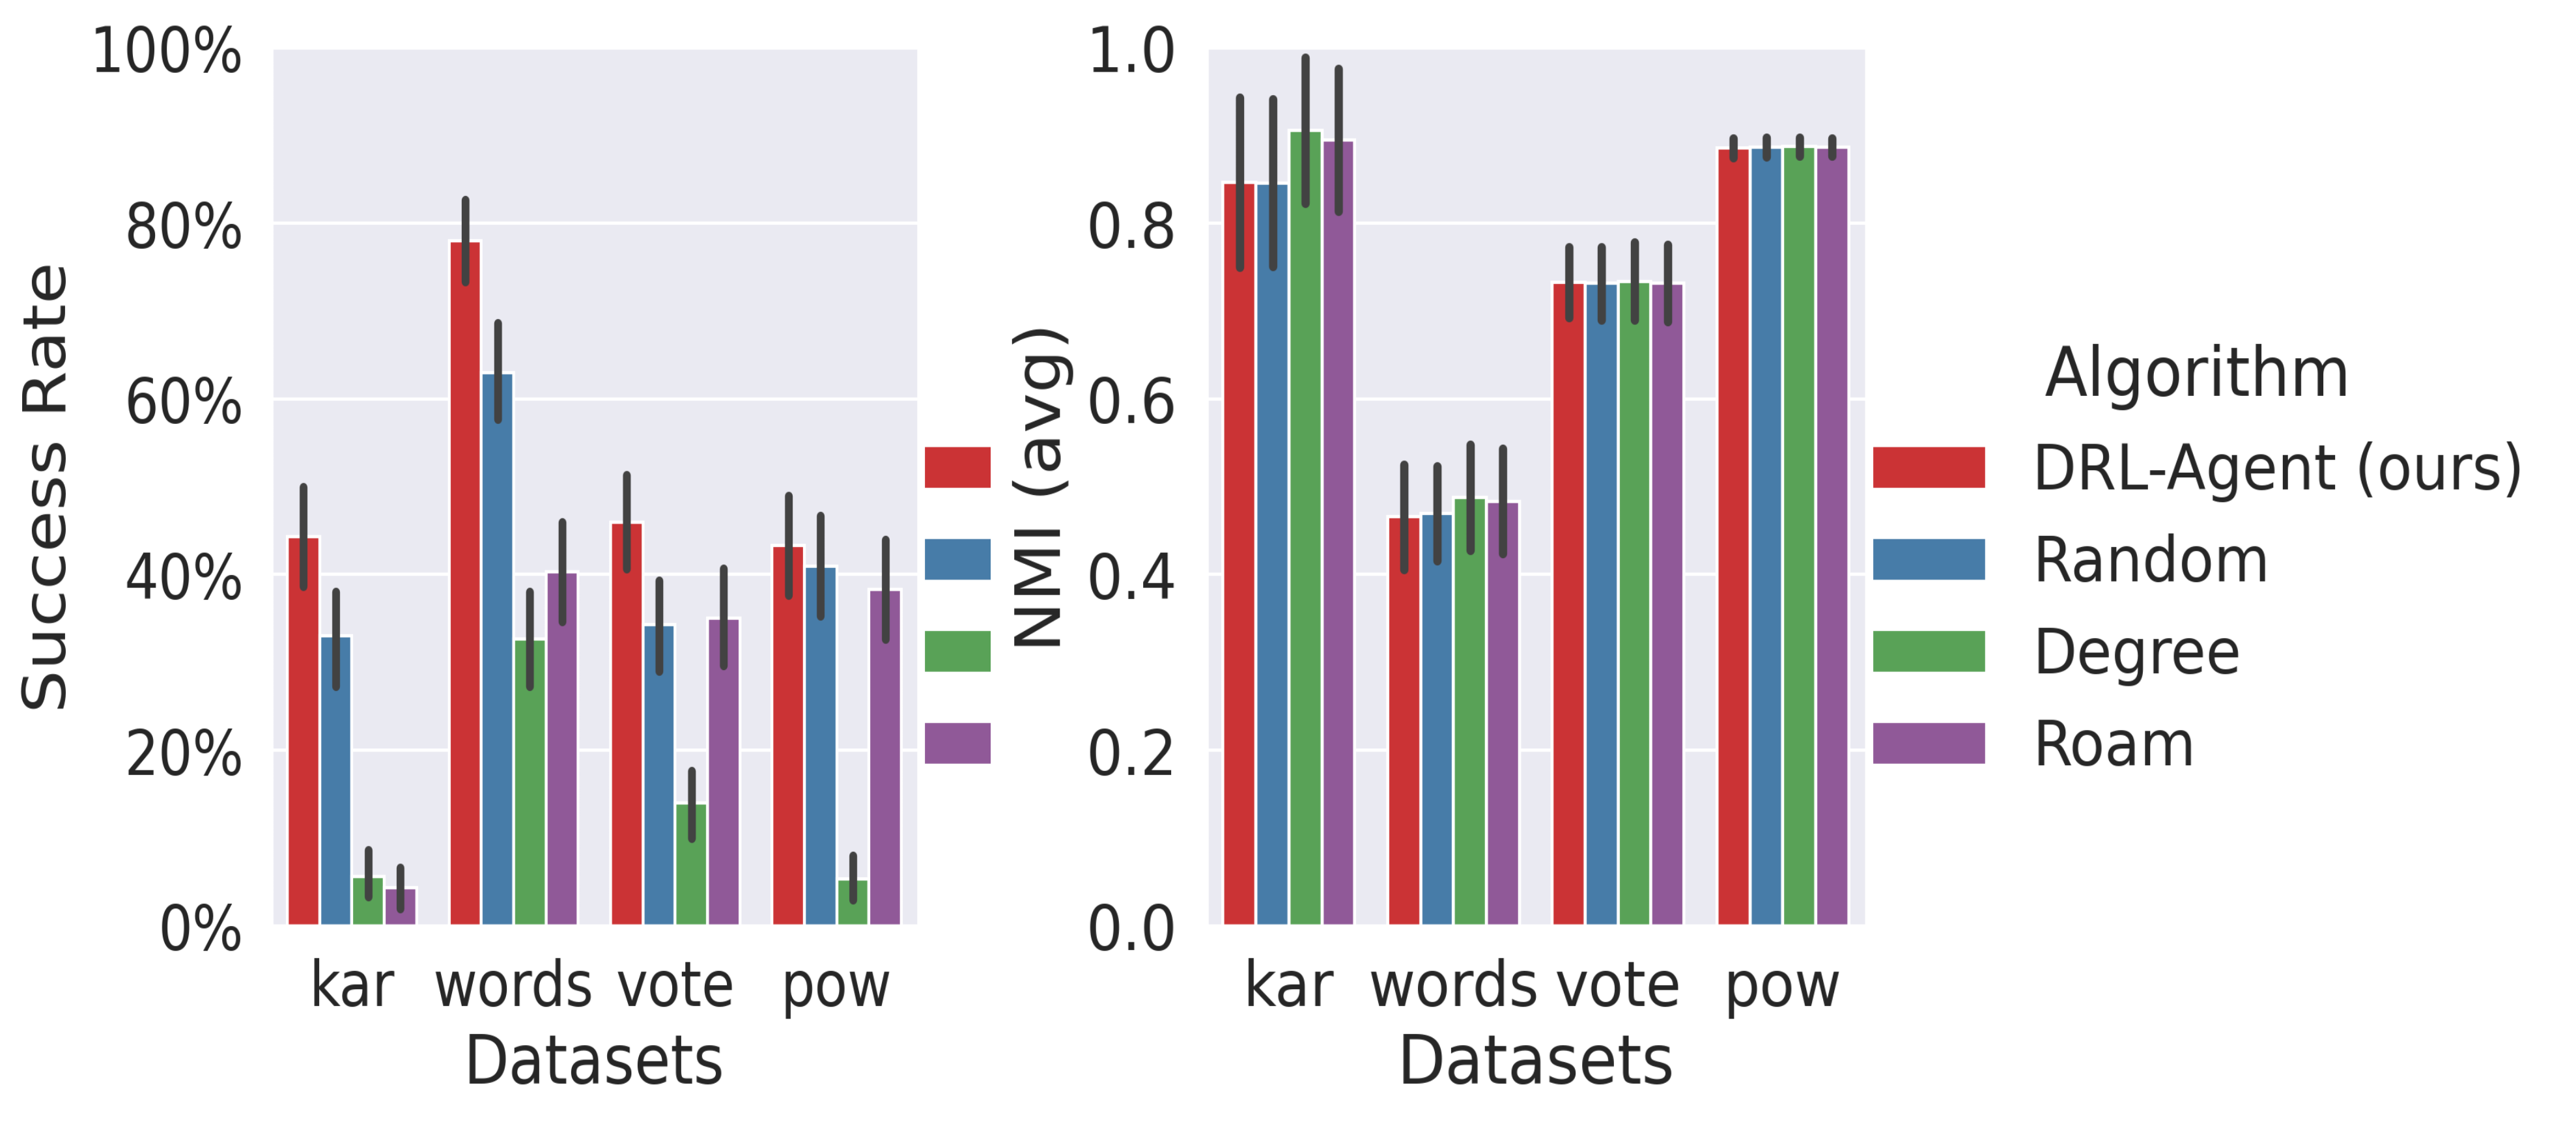 Success Rate
100%
80%
60%
40%
20%
0%
kar words vote pow
Datasets
NMI (avg)
1.0
0.8
0.6
0.4
0.2
0.0
kar words vote pow
Datasets
Algorithm
DRL-Agent (ours)
Random
Degree
Roam